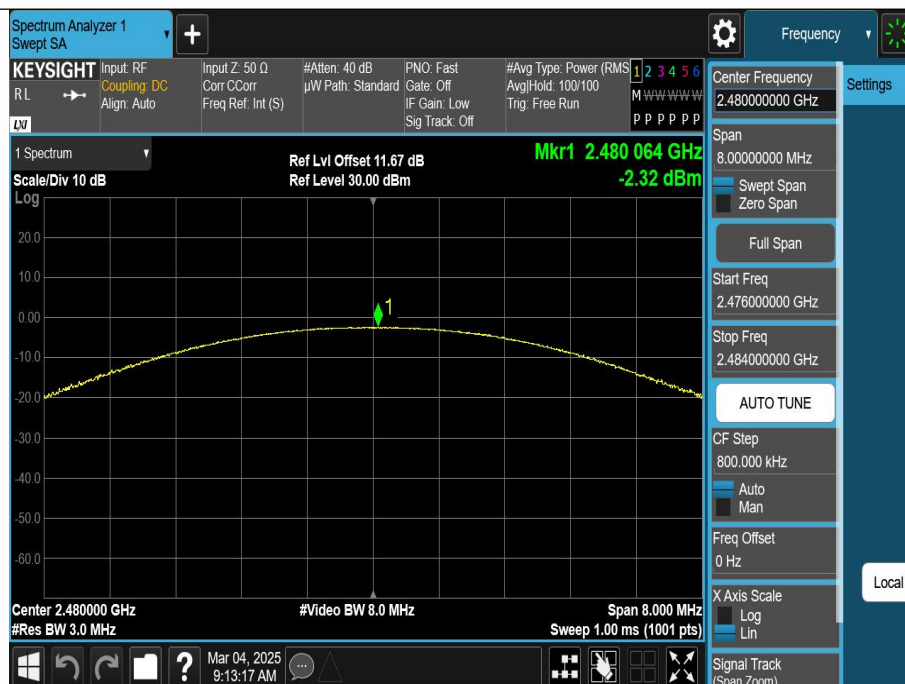 Spectrum Analyzer 1
Swept SA
+
Frequency
KEYSIGHT
RL
LXI
Input: RF
Coupling: DC
Align: Auto
Input Z: 50 Ω
Corr CCorr
Freq Ref: Int (S)
#Atten: 40 dB
µW Path: Standard
PNO: Fast
Gate: Off
IF Gain: Low
Sig Track: Off
#Avg Type: Power (RMS
Avg|Hold: 100/100
Trig: Free Run
1 2 3 4 5 6
M W W W W W
P P P P P P
Center Frequency
2.480000000 GHz
Settings
1 Spectrum
Scale/Div 10 dB
Ref Lvl Offset 11.67 dB
Ref Level 30.00 dBm
Mkr1 2.480 064 GHz
-2.32 dBm
Span
8.00000000 MHz
Swept Span
Zero Span
Full Span
Start Freq
2.476000000 GHz
Stop Freq
2.484000000 GHz
AUTO TUNE
CF Step
800.000 kHz
Auto
Man
Freq Offset
0 Hz
X Axis Scale
Log
Lin
Local
Signal Track
(Span Zoom)
Log
20.0
10.0
0.00
-10.0
-20.0
-30.0
-40.0
-50.0
-60.0
1
Center 2.480000 GHz
#Res BW 3.0 MHz
#Video BW 8.0 MHz
Span 8.000 MHz
Sweep 1.00 ms (1001 pts)
?
Mar 04, 2025
9:13:17 AM